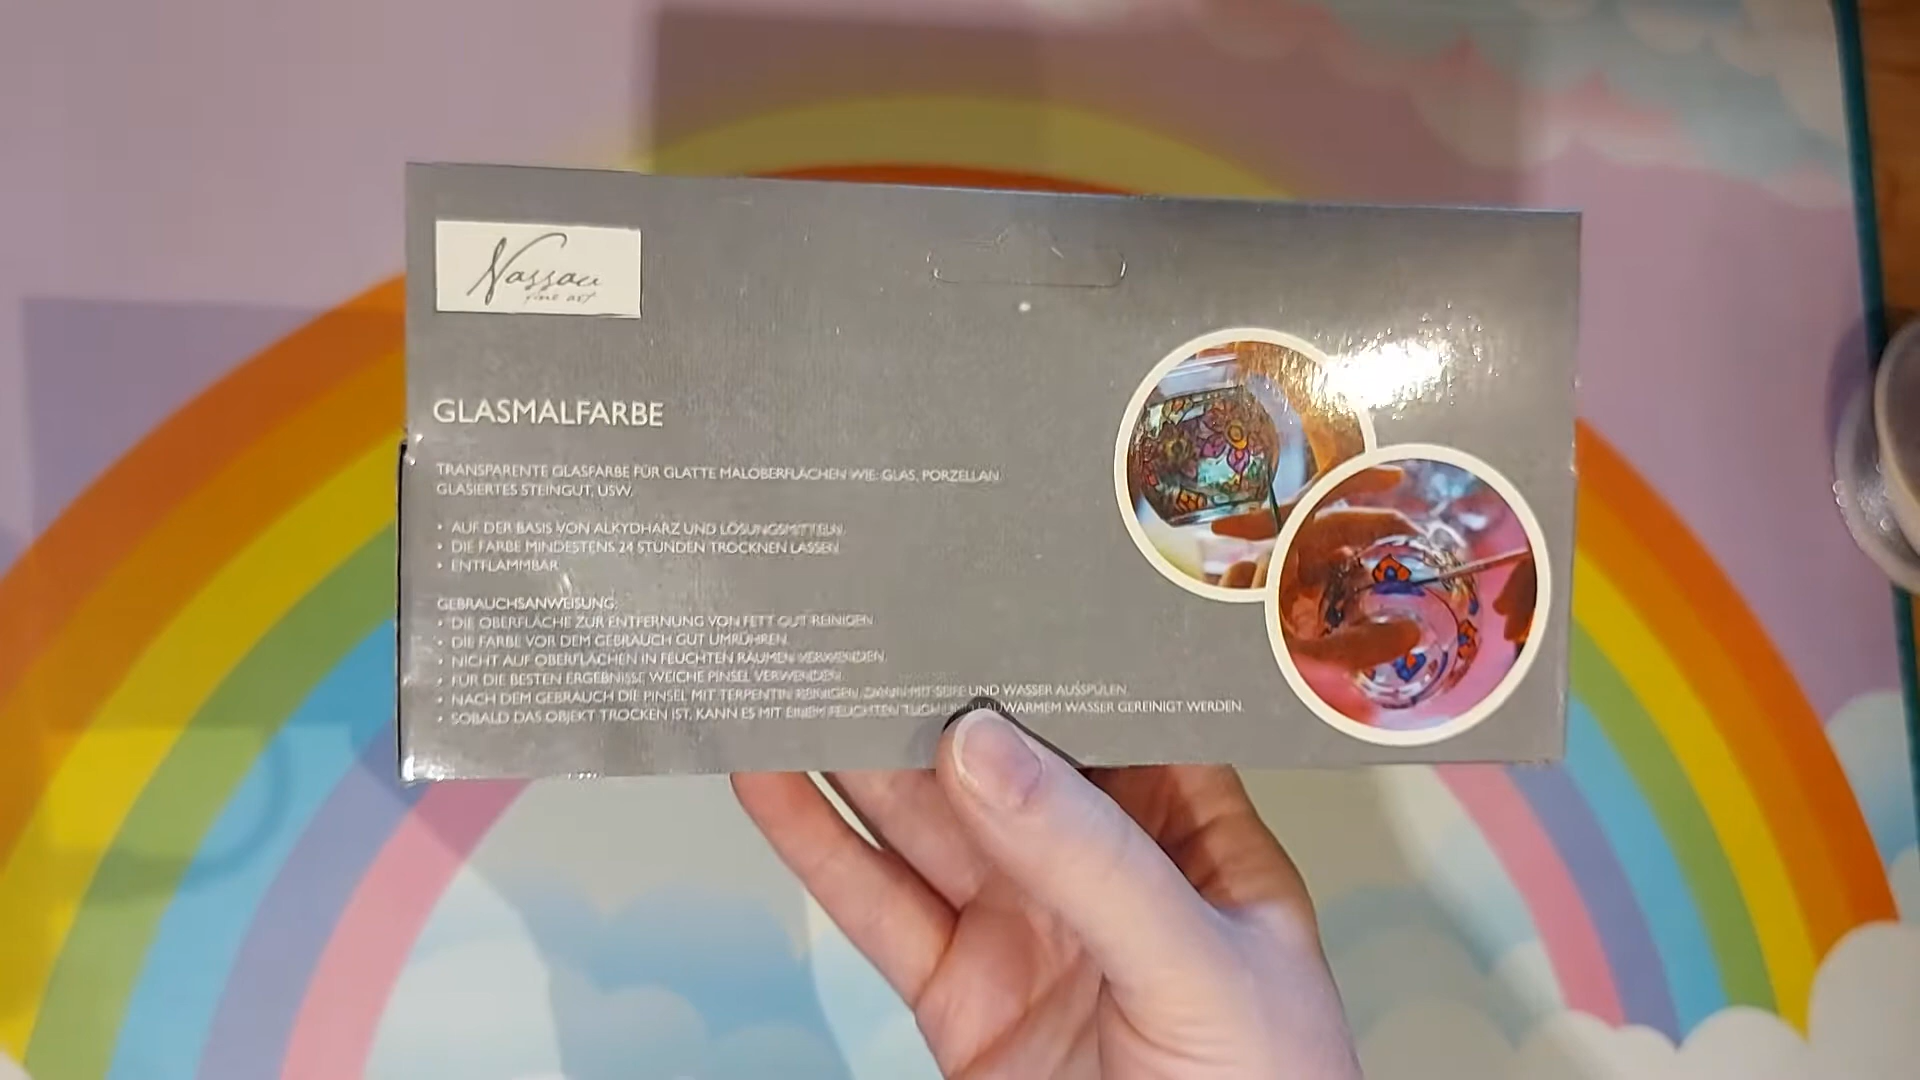 Nassau
fine art
GLASMALFARBE
TRANSPARENTE GLASFARBE FÜR GLATTE MALOBERFLÄCHEN WIE: GLAS, PORZELLAN
GLASIERTES STEINGUT, USW.
• AUF DER BASIS VON ALKYDHARZ UND LÖSUNGSMITTELN.
• DIE FARBE MINDESTENS 24 STUNDEN TROCKNEN LASSEN
• ENTFLAMMBAR
GEBRAUCHSANWEISUNG:
• DIE OBERFLÄCHE ZUR ENTFERNUNG VON FETT GUT REINIGEN
• DIE FARBE VOR DEM GEBRAUCH GUT UMRÜHREN.
• NICHT AUF OBERFLÄCHEN IN FEUCHTEN RÄUMEN VERWENDEN.
• FÜR DIE BESTEN ERGEBNISSE WEICHE PINSEL VERWENDEN.
• NACH DEM GEBRAUCH DIE PINSEL MIT TERPENTIN REINIGEN, DANN MIT SEIFE UND WASSER AUSSPÜLEN.
• SOBALD DAS OBJEKT TROCKEN IST, KANN ES MIT EINEM FEUCHTEN TUCH UND LAUWARMEM WASSER GEREINIGT WERDEN.